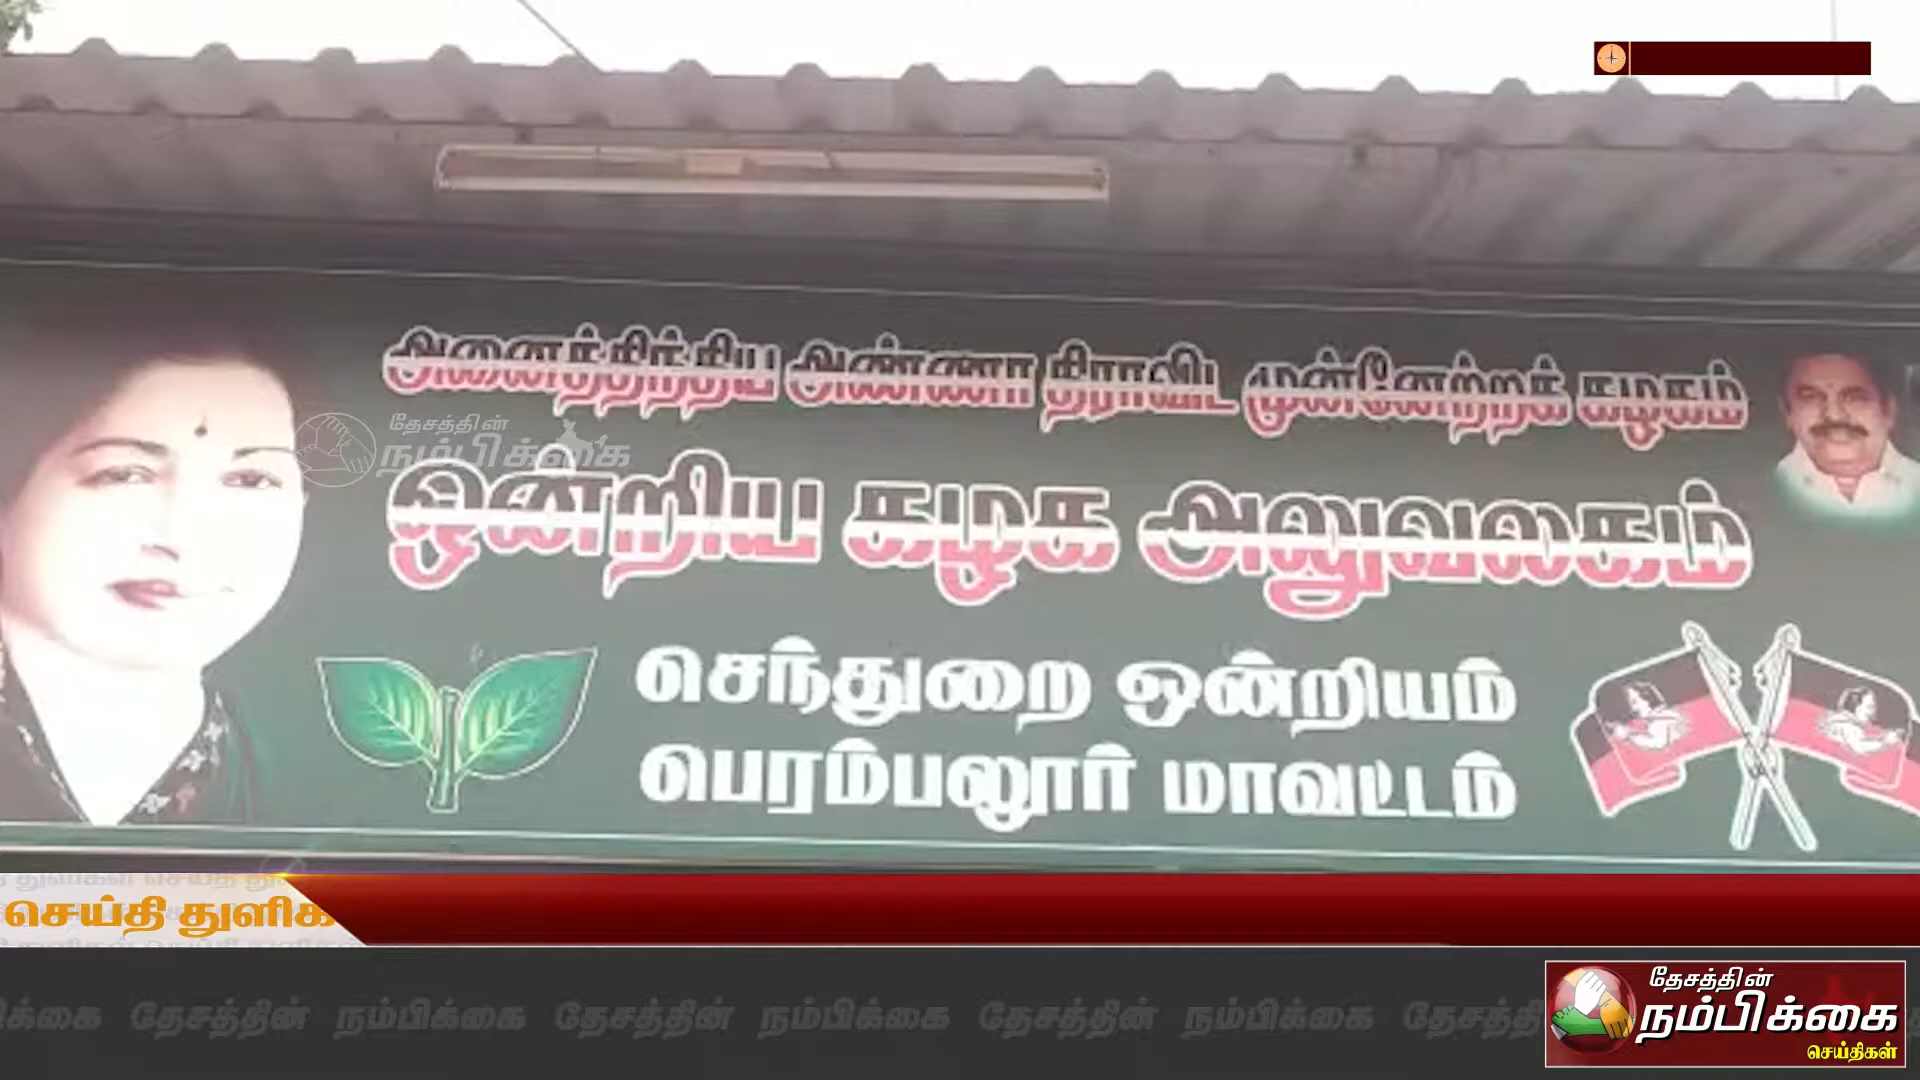 அனைத்திந்திய அண்ணா திராவிட முன்னேற்றக் கழகம்
தேசத்தின்
நம்பிக்கை
ஒன்றிய கழக அலுவலகம்
செந்துறை ஒன்றியம்
பெரம்பலூர் மாவட்டம்
செய்தி துளிக
தேசத்தின் நம்பிக்கை தேசத்தின் நம்பிக்கை தேசத்தின் நம்பிக்கை
தேசத்தின்
நம்பிக்கை
செய்திகள்